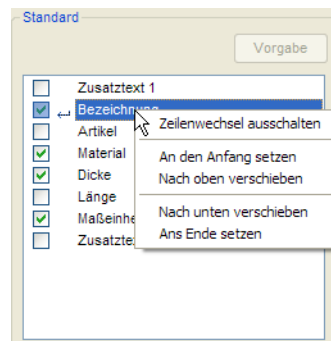 Standard
Vorgabe
Zusatztext 1
Bezeichnung
Zeilenwechsel ausschalten
Artikel
Material
An den Anfang setzen
Dicke
Nach oben verschieben
Länge
Maßeinhe
Nach unten verschieben
Zusatzte
Ans Ende setzen